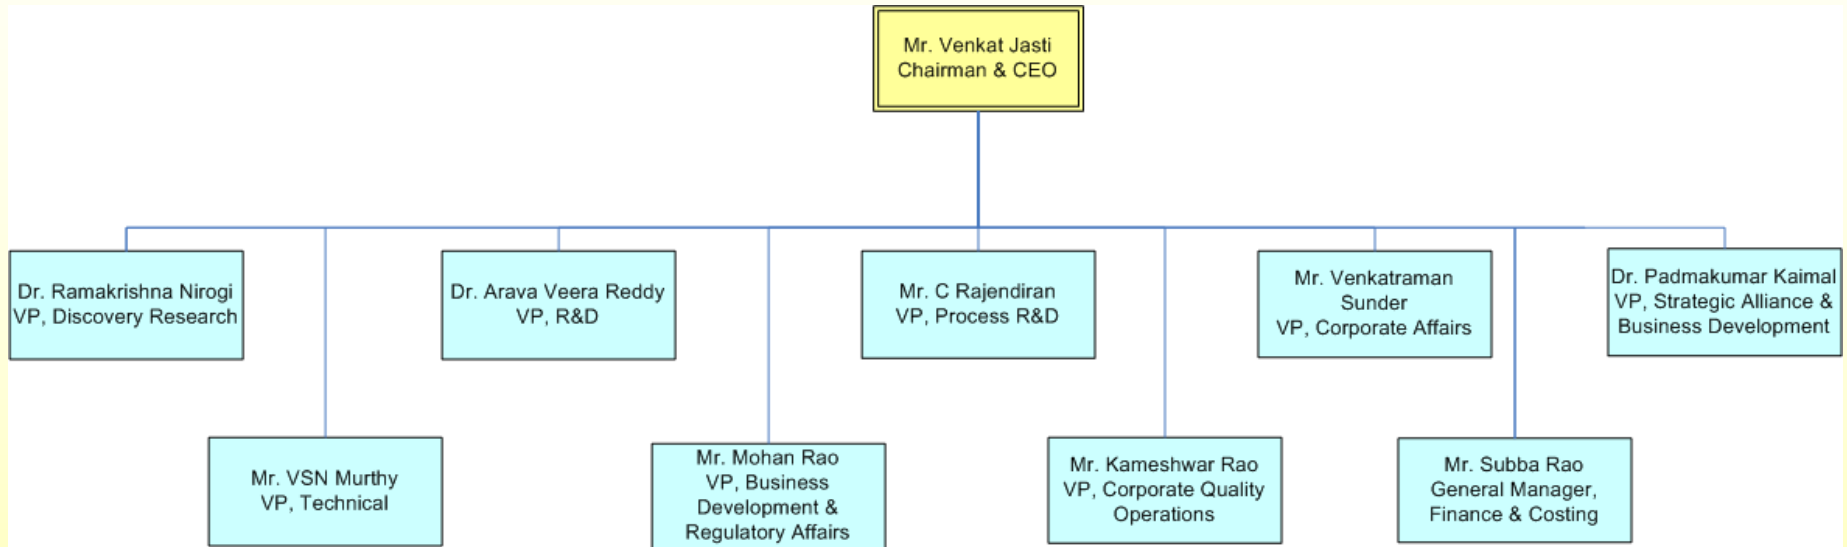 Mr. Venkat Jasti
Chairman & CEO
Dr. Ramakrishna Nirogi
VP, Discovery Research
Dr. Arava Veera Reddy
VP, R&D
Mr. C Rajendiran
VP, Process R&D
Mr. Venkatraman
Sunder
VP, Corporate Affairs
Dr. Padmakumar Kaimal
VP, Strategic Alliance &
Business Development
Mr. VSN Murthy
VP, Technical
Mr. Mohan Rao
VP, Business
Development &
Regulatory Affairs
Mr. Kameshwar Rao
VP, Corporate Quality
Operations
Mr. Subba Rao
General Manager,
Finance & Costing